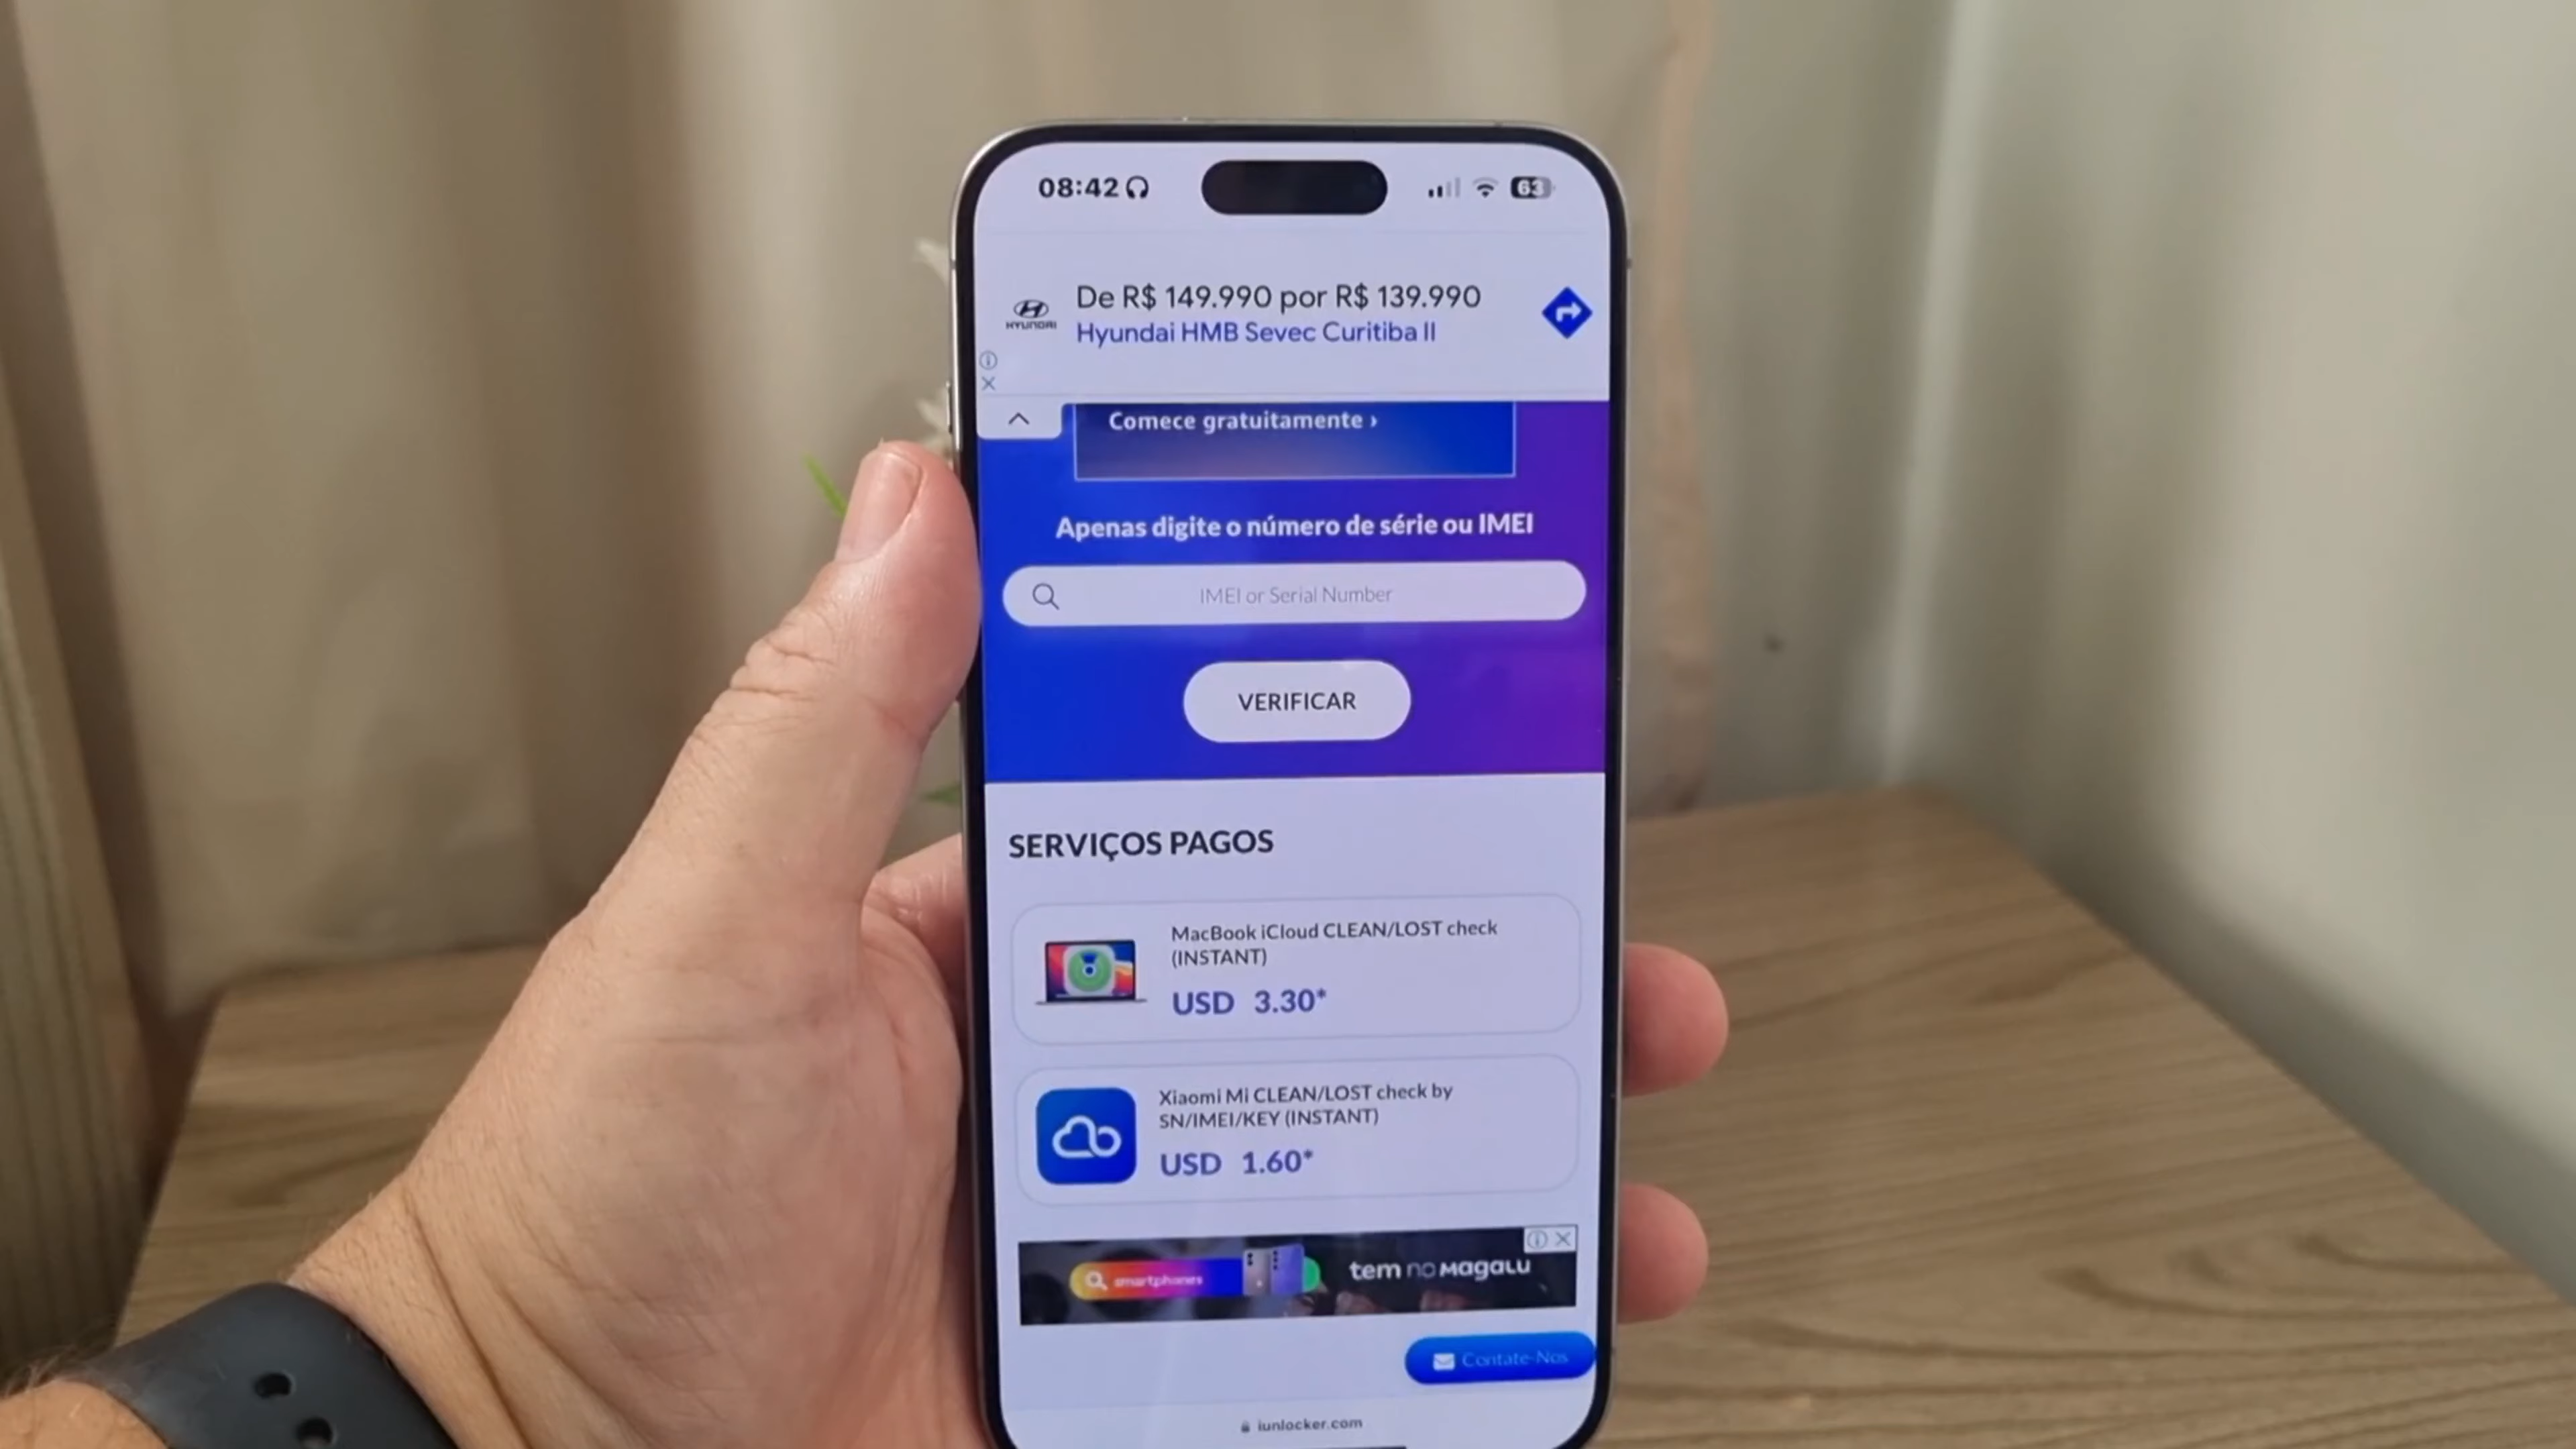 08:42
63
De R$ 149.990 por R$ 139.990
HYUNDAI
Hyundai HMB Sevec Curitiba II
Comece gratuitamente ›
Apenas digite o número de série ou IMEI
IMEI or Serial Number
VERIFICAR
SERVIÇOS PAGOS
MacBook iCloud CLEAN/LOST check
(INSTANT)
USD 3.30*
Xiaomi Mi CLEAN/LOST check by
SN/IMEI/KEY (INSTANT)
USD 1.60*
smartphones
tem no Magalu
Contate-Nos
iunlocker.com